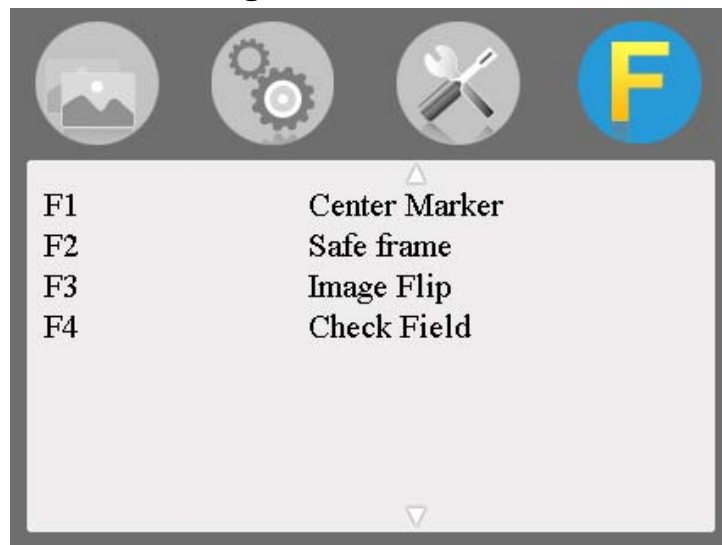 F
F1 Center Marker
F2 Safe frame
F3 Image Flip
F4 Check Field